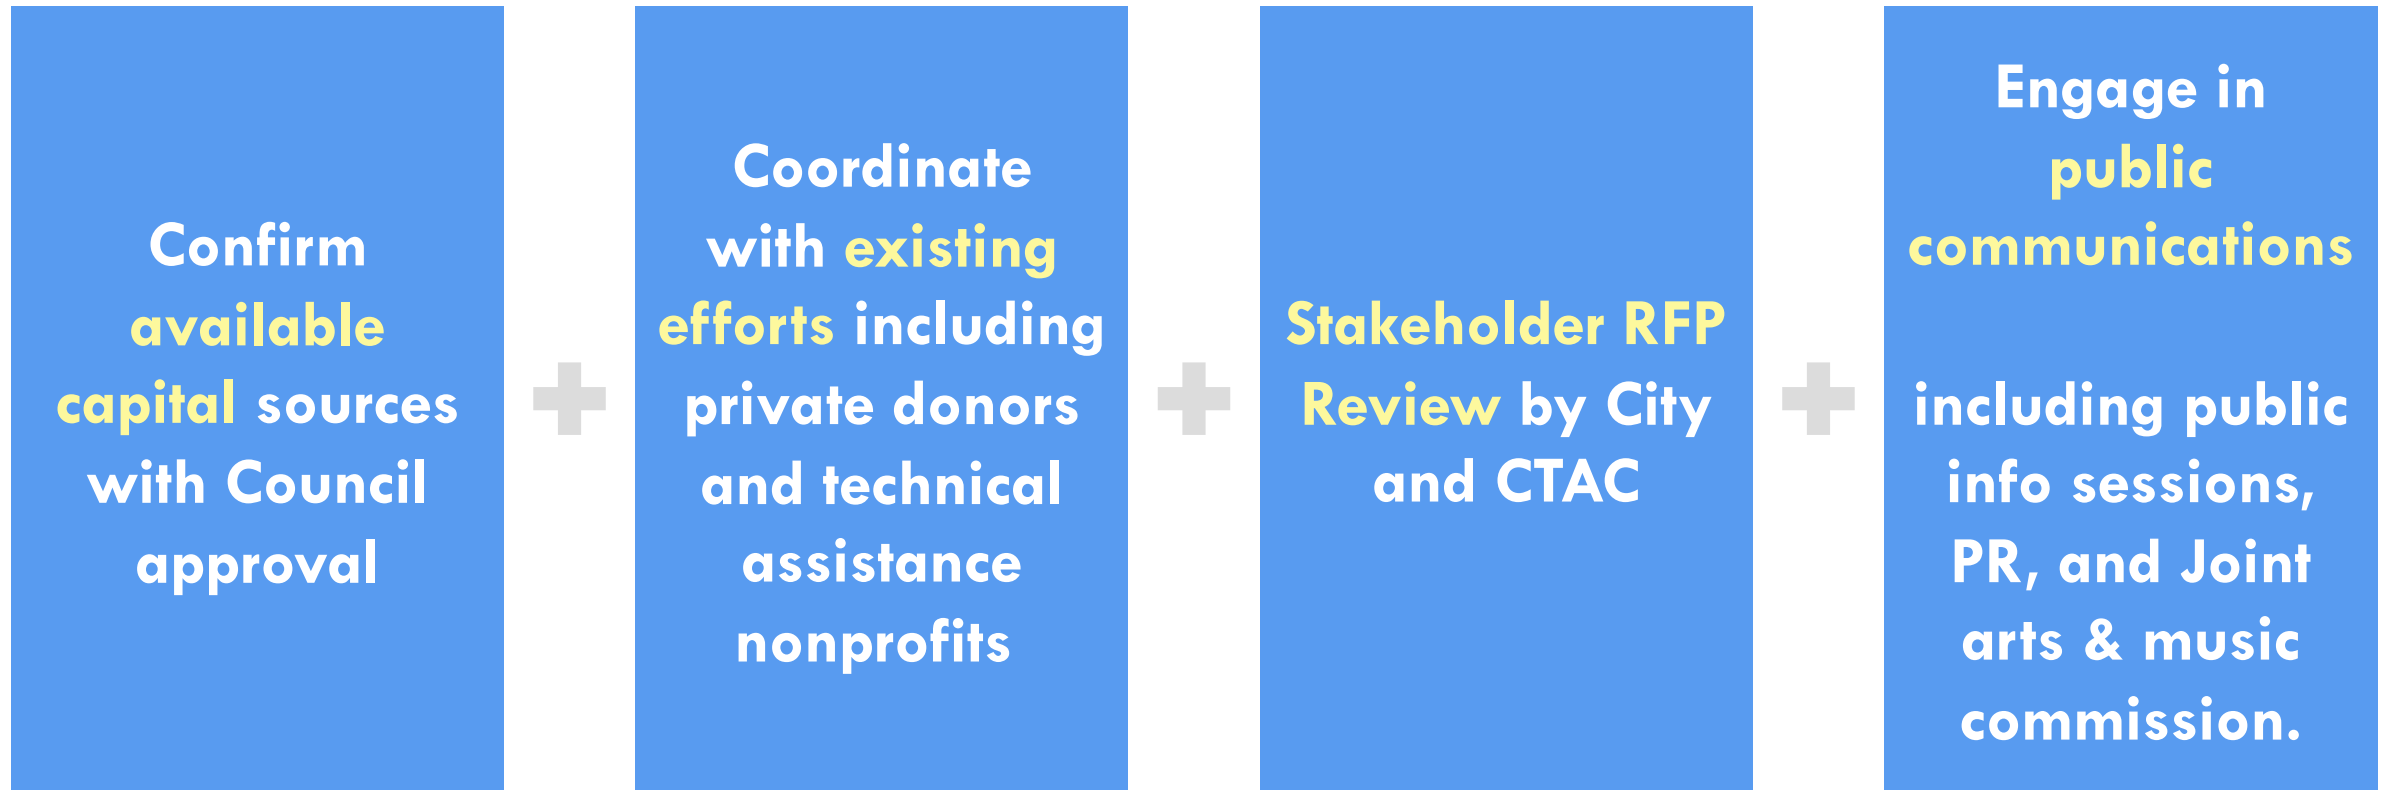 Confirm
available
capital sources
with Council
approval
Coordinate
with existing
efforts including
private donors
and technical
assistance
nonprofits
Stakeholder RFP
Review by City
and CTAC
Engage in
public
communications
including public
info sessions,
PR, and Joint
arts & music
commission.